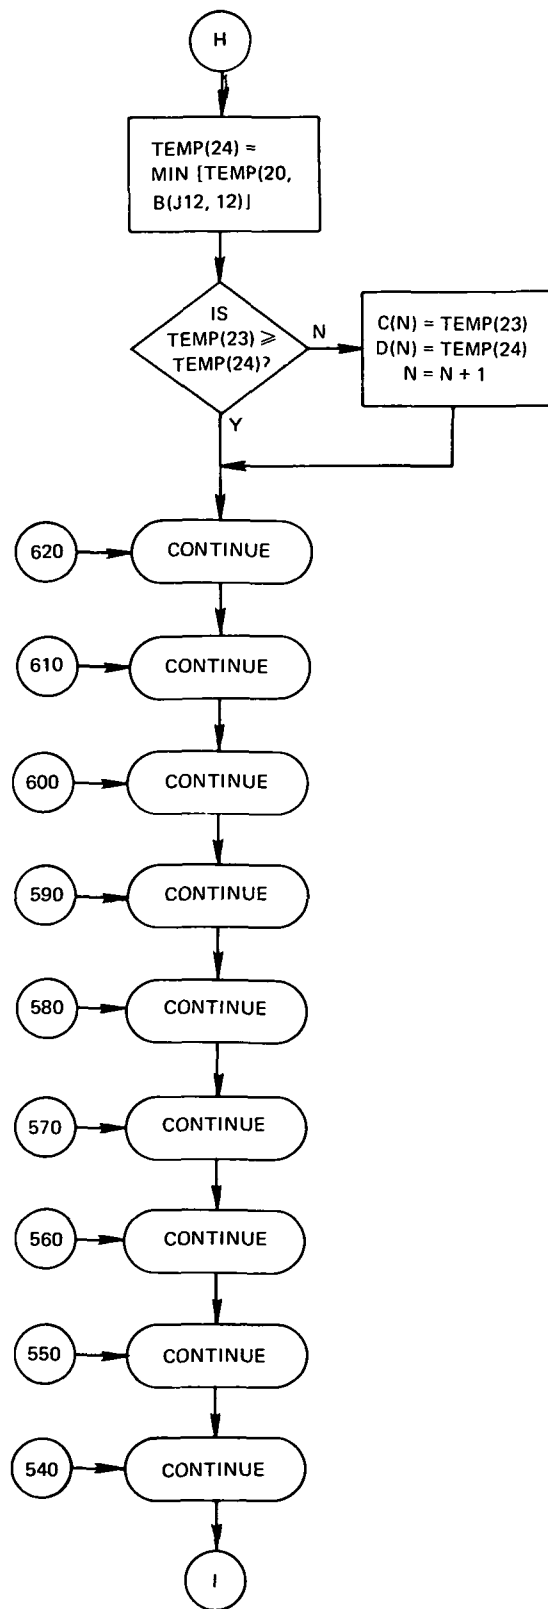 H
TEMP(24) =
MIN [TEMP(20,
B(J12, 12)]
IS
TEMP(23) ⩾
TEMP(24)?
N
C(N) = TEMP(23)
D(N) = TEMP(24)
N = N + 1
Y
620
CONTINUE
610
CONTINUE
600
CONTINUE
590
CONTINUE
580
CONTINUE
570
CONTINUE
560
CONTINUE
550
CONTINUE
540
CONTINUE
I